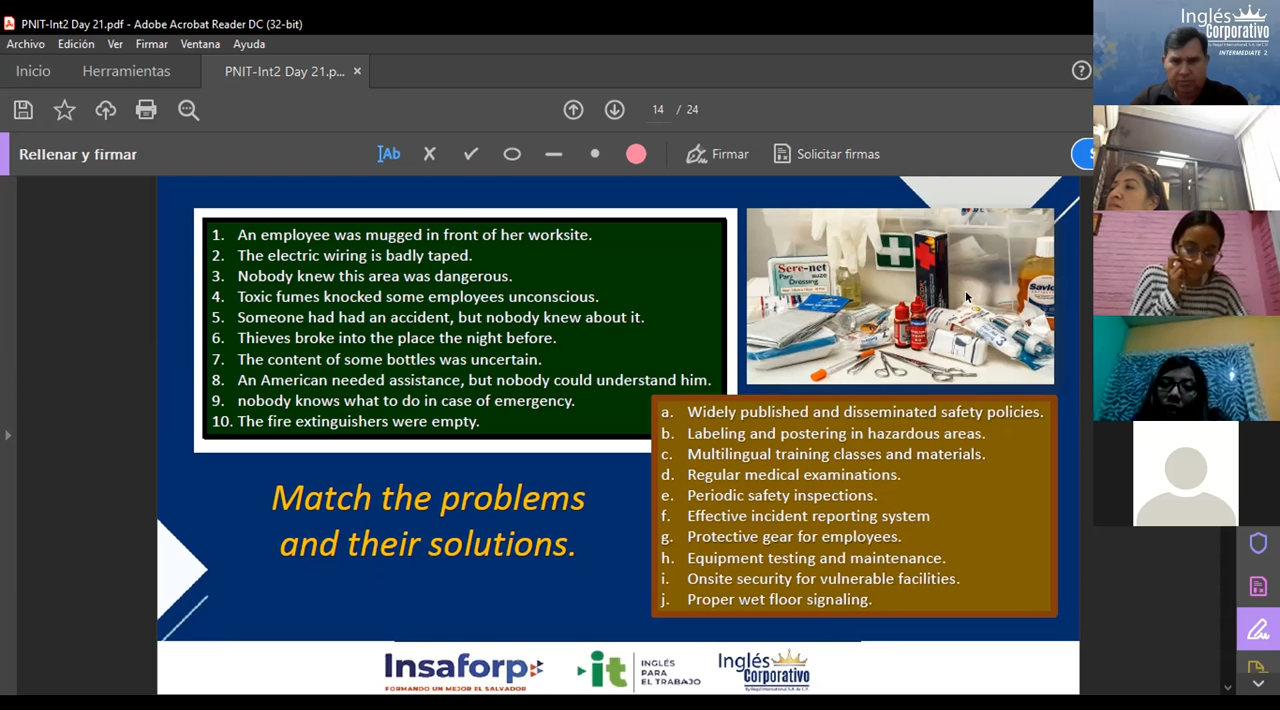 PNIT-Int2 Day 21.pdf - Adobe Acrobat Reader DC (32-bit)
Archivo Edición Ver Firmar Ventana Ayuda
Inicio Herramientas PNIT-Int2 Day 21.p... ×
14 / 24
Rellenar y firmar
Firmar Solicitar firmas
1. An employee was mugged in front of her worksite.
2. The electric wiring is badly taped.
3. Nobody knew this area was dangerous.
4. Toxic fumes knocked some employees unconscious.
5. Someone had had an accident, but nobody knew about it.
6. Thieves broke into the place the night before.
7. The content of some bottles was uncertain.
8. An American needed assistance, but nobody could understand him.
9. nobody knows what to do in case of emergency.
10. The fire extinguishers were empty.
Sere-net
Dressing
Match the problems
and their solutions.
a. Widely published and disseminated safety policies.
b. Labeling and postering in hazardous areas.
c. Multilingual training classes and materials.
d. Regular medical examinations.
e. Periodic safety inspections.
f. Effective incident reporting system
g. Protective gear for employees.
h. Equipment testing and maintenance.
i. Onsite security for vulnerable facilities.
j. Proper wet floor signaling.
Insaforp
FORMANDO UN MEJOR EL SALVADOR
it
INGLÉS
PARA
EL TRABAJO
Inglés
Corporativo
Inglés
Corporativo
INTERMEDIATE 2